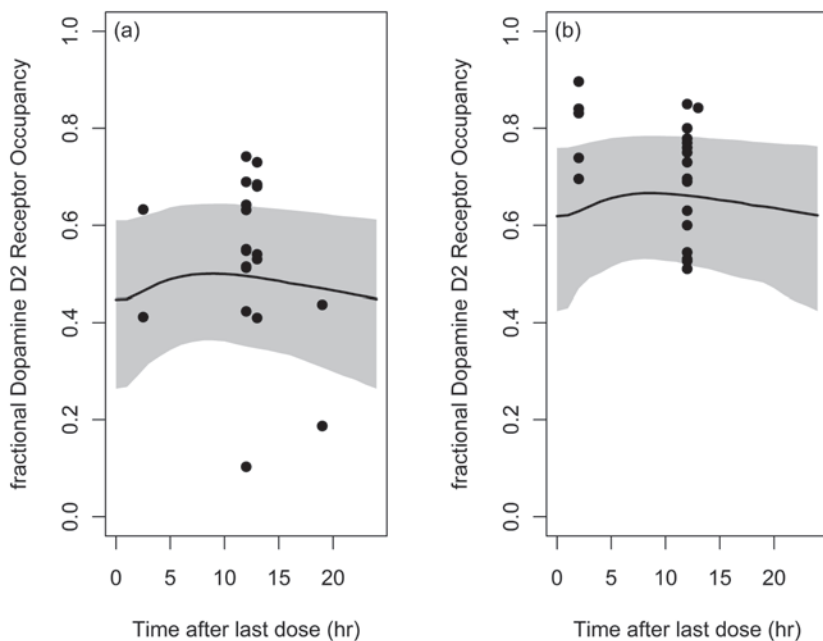 (a)
fractional Dopamine D2 Receptor Occupancy
1.0
0.8
0.6
0.4
0.2
0.0
0 5 10 15 20
Time after last dose (hr)
(b)
fractional Dopamine D2 Receptor Occupancy
1.0
0.8
0.6
0.4
0.2
0.0
0 5 10 15 20
Time after last dose (hr)